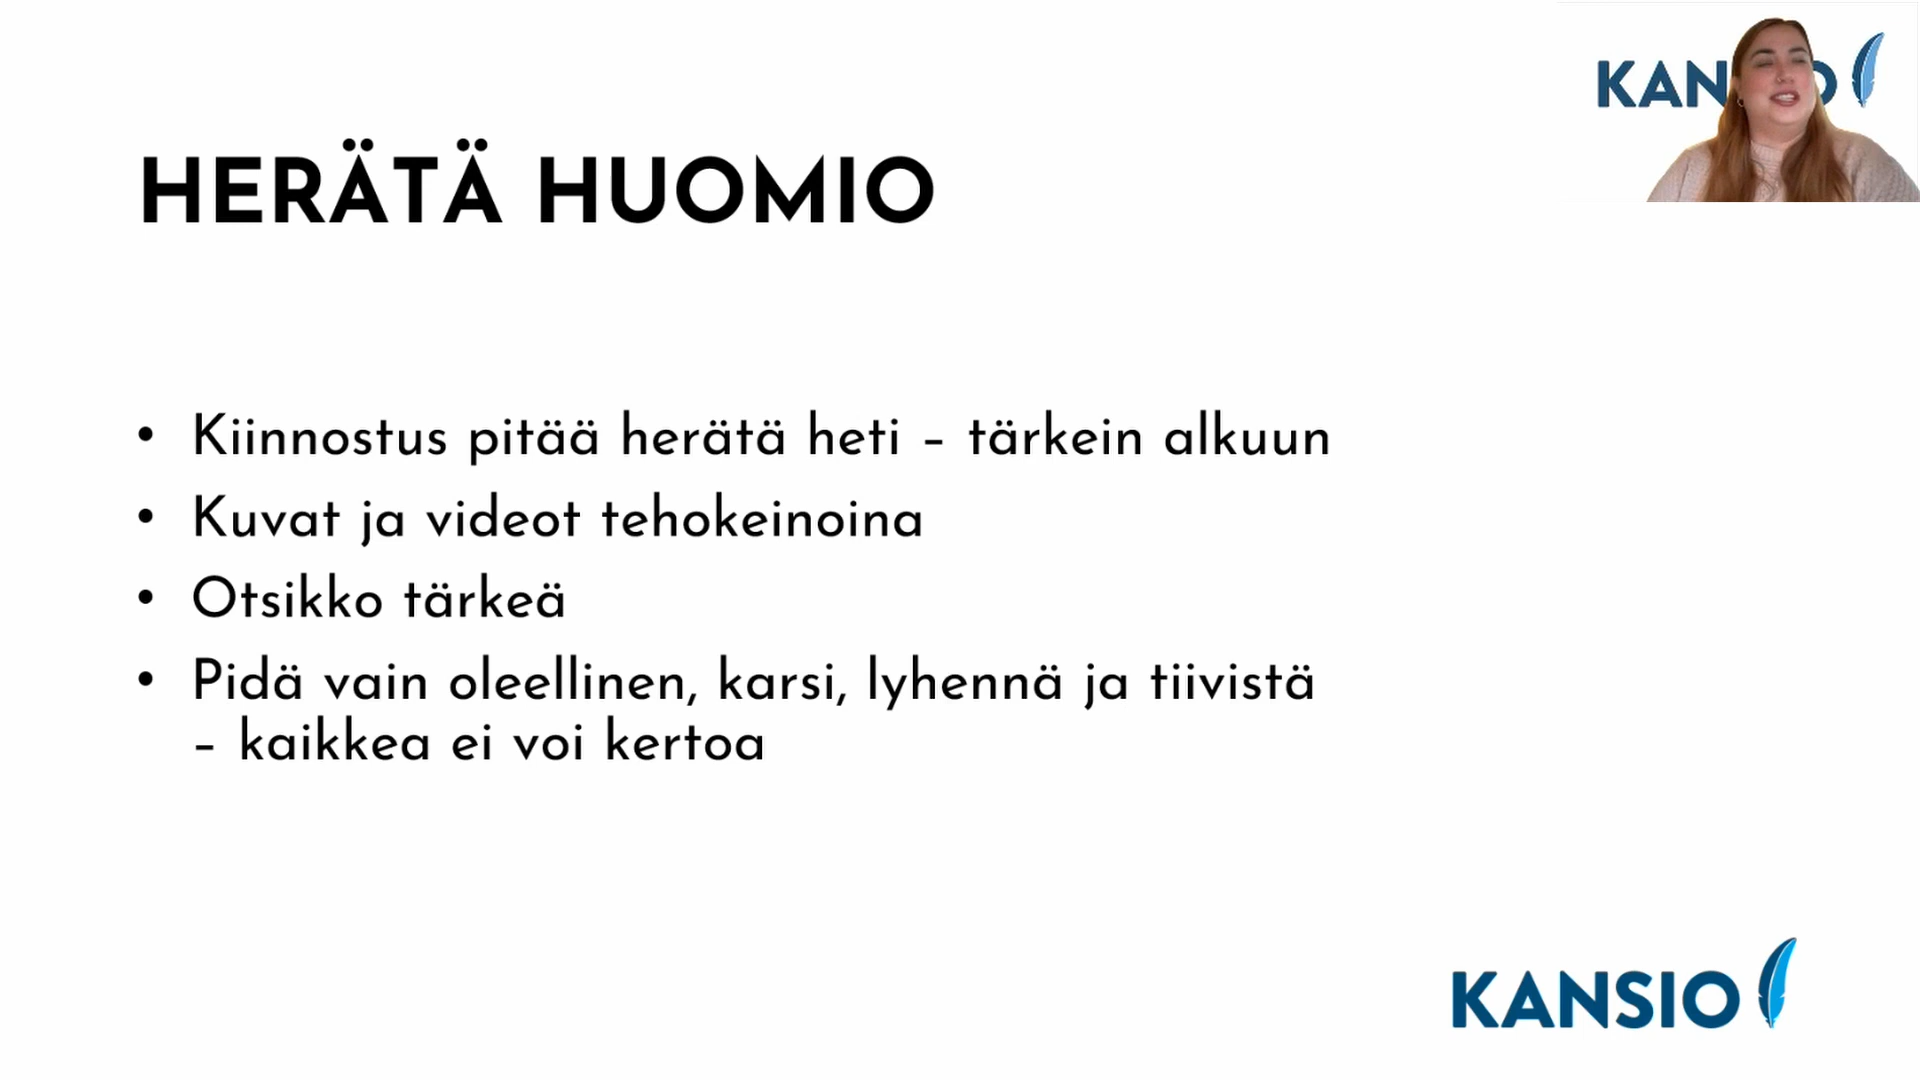 HERÄTÄ HUOMIO
• Kiinnostus pitää herätä heti – tärkein alkuun
• Kuvat ja videot tehokeinoina
• Otsikko tärkeä
• Pidä vain oleellinen, karsi, lyhennä ja tiivistä
– kaikkea ei voi kertoa
KANSIO